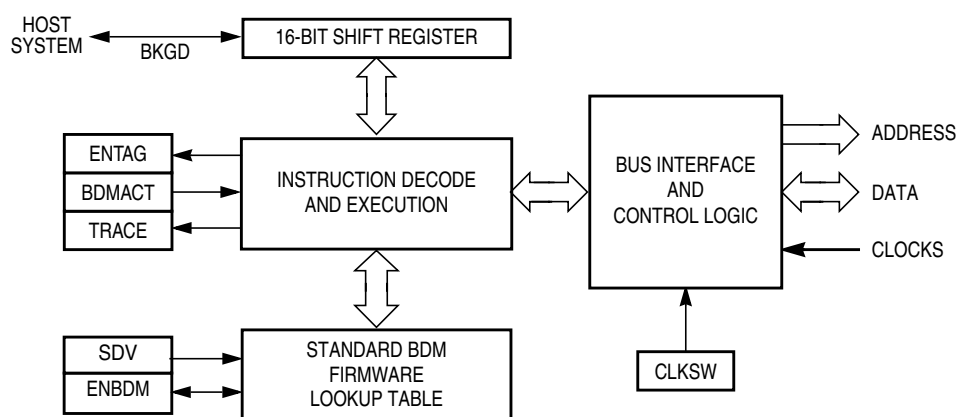 HOST
SYSTEM
BKGD
16-BIT SHIFT REGISTER
ENTAG
BDMACT
TRACE
INSTRUCTION DECODE
AND EXECUTION
BUS INTERFACE
AND
CONTROL LOGIC
ADDRESS
DATA
CLOCKS
SDV
ENBDM
STANDARD BDM
FIRMWARE
LOOKUP TABLE
CLKSW